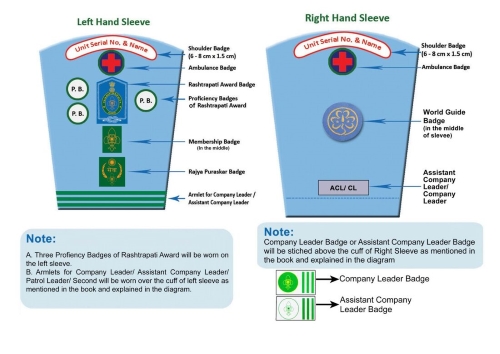 Left Hand Sleeve
Unit Serial No. & Name
Shoulder Badge
(6 - 8 cm x 1.5 cm)
Ambulance Badge
Rashtrapati Award Badge
P. B.
P. B.
P. B.
Proficiency Badges
of Rashtrapati Award
Membership Badge
(in the middle)
Rajya Puraskar Badge
Armlet for Company Leader /
Assistant Company Leader
Note:
A. Three Profiency Badges of Rashtrapati Award will be worn on
the left sleeve.
B. Armlets for Company Leader/ Assistant Company Leader/
Patrol Leader/ Second will be worn over the cuff of left sleeve as
mentioned in the book and explained in the diagram.
Right Hand Sleeve
Unit Serial No. & Name
Shoulder Badge
(6 - 8 cm x 1.5 cm)
Ambulance Badge
World Guide
Badge
(in the middle
of slevee)
ACL/ CL
Assistant
Company
Leader/
Company
Leader
Note:
Company Leader Badge or Assistant Company Leader Badge
will be stiched above the cuff of Right Sleeve as mentioned in
the book and explained in the diagram
Company Leader Badge
Assistant Company
Leader Badge